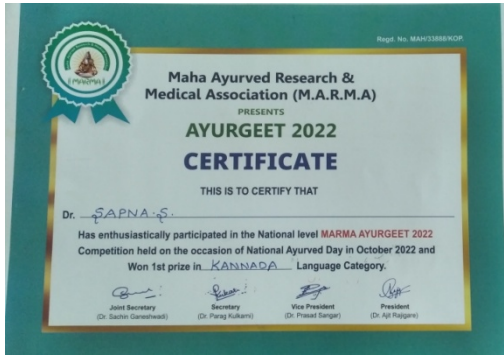 Regd. No. MAH/33888/KOP.
MARMA
Maha Ayurved Research &
Medical Association (M.A.R.M.A)
PRESENTS
AYURGEET 2022
CERTIFICATE
THIS IS TO CERTIFY THAT
Dr. SAPNA.S.
Has enthusiastically participated in the National level MARMA AYURGEET 2022
Competition held on the occasion of National Ayurved Day in October 2022 and
Won 1st prize in KANNADA Language Category.
Joint Secretary Secretary Vice President President
(Dr. Sachin Ganeshwadi) (Dr. Parag Kulkarni) (Dr. Prasad Sangar) (Dr. Ajit Rajigare)